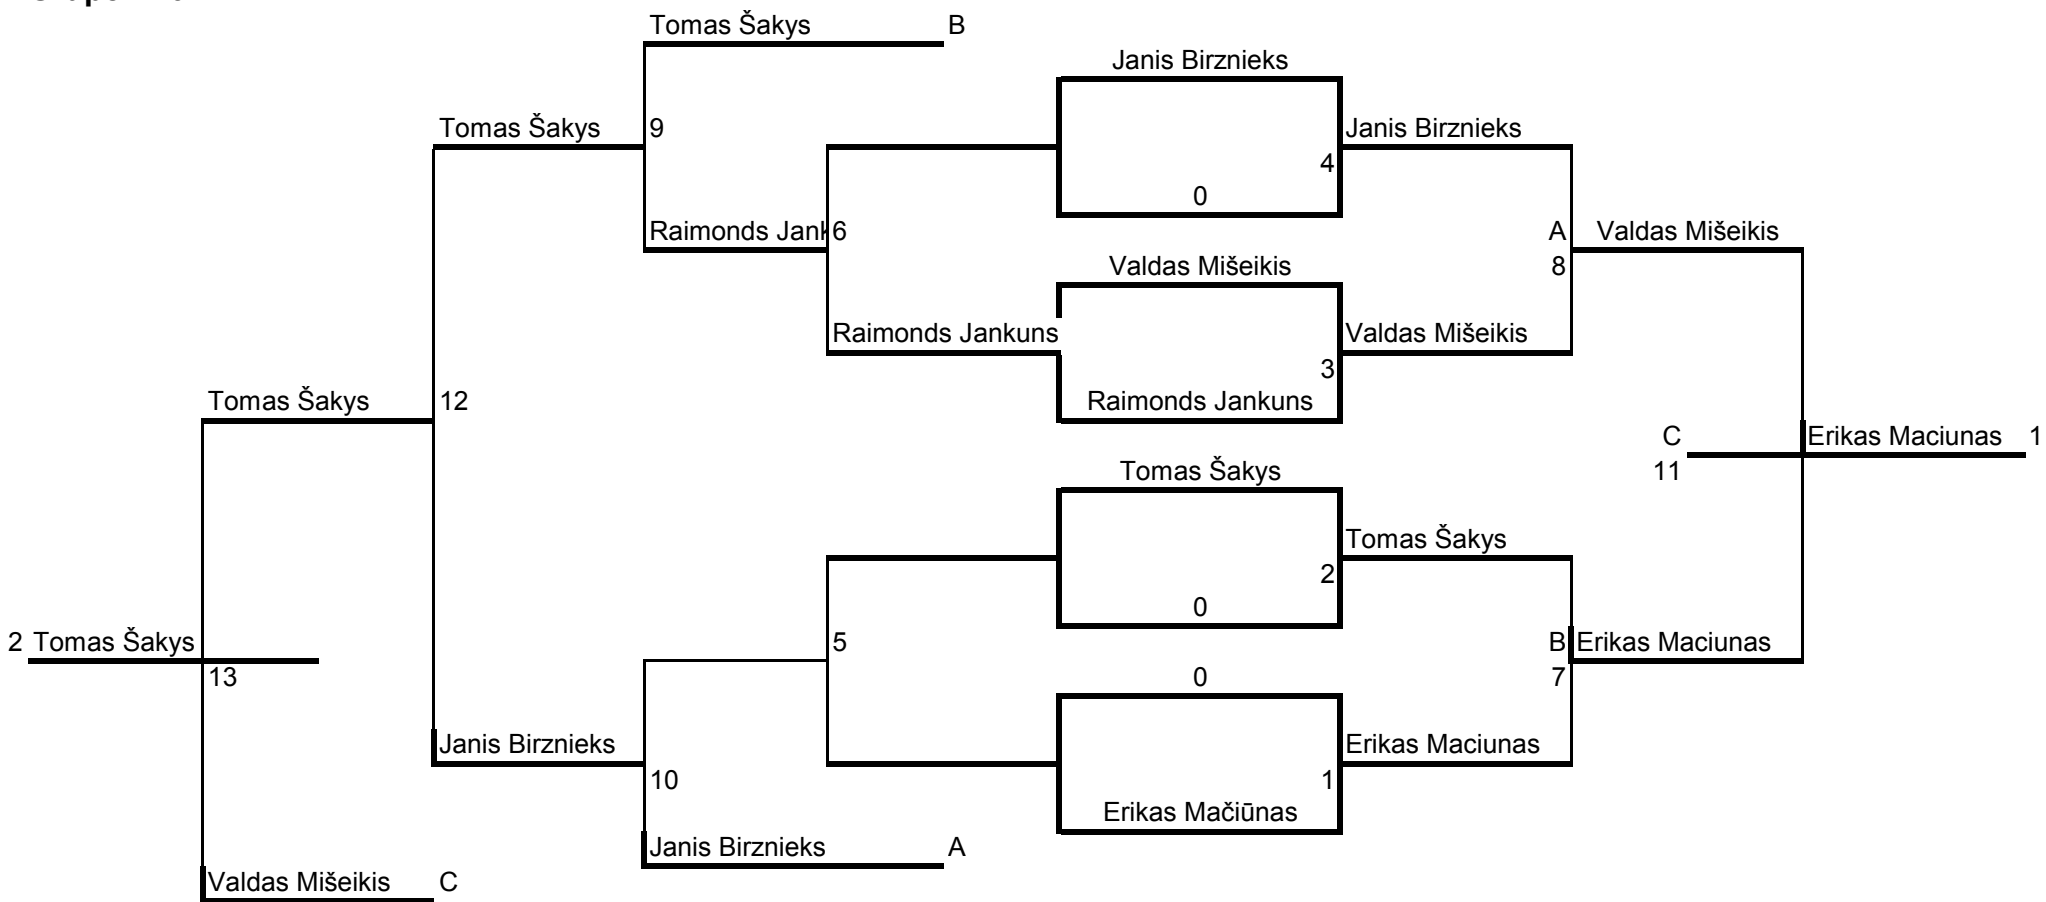 Tomas Šakys B
Janis Birznieks
Tomas Šakys 9 Janis Birznieks
4
0
Raimonds Jank 6 A Valdas Mišeikis
Valdas Mišeikis 8
Raimonds Jankuns Valdas Mišeikis
3
Tomas Šakys 12 Raimonds Jankuns
C Erikas Maciunas 1
Tomas Šakys 11
Tomas Šakys
2
0
2 Tomas Šakys 5 B Erikas Maciunas
13 0 7
Janis Birznieks Erikas Maciunas
10 1
Erikas Mačiūnas
Janis Birznieks A
Valdas Mišeikis C